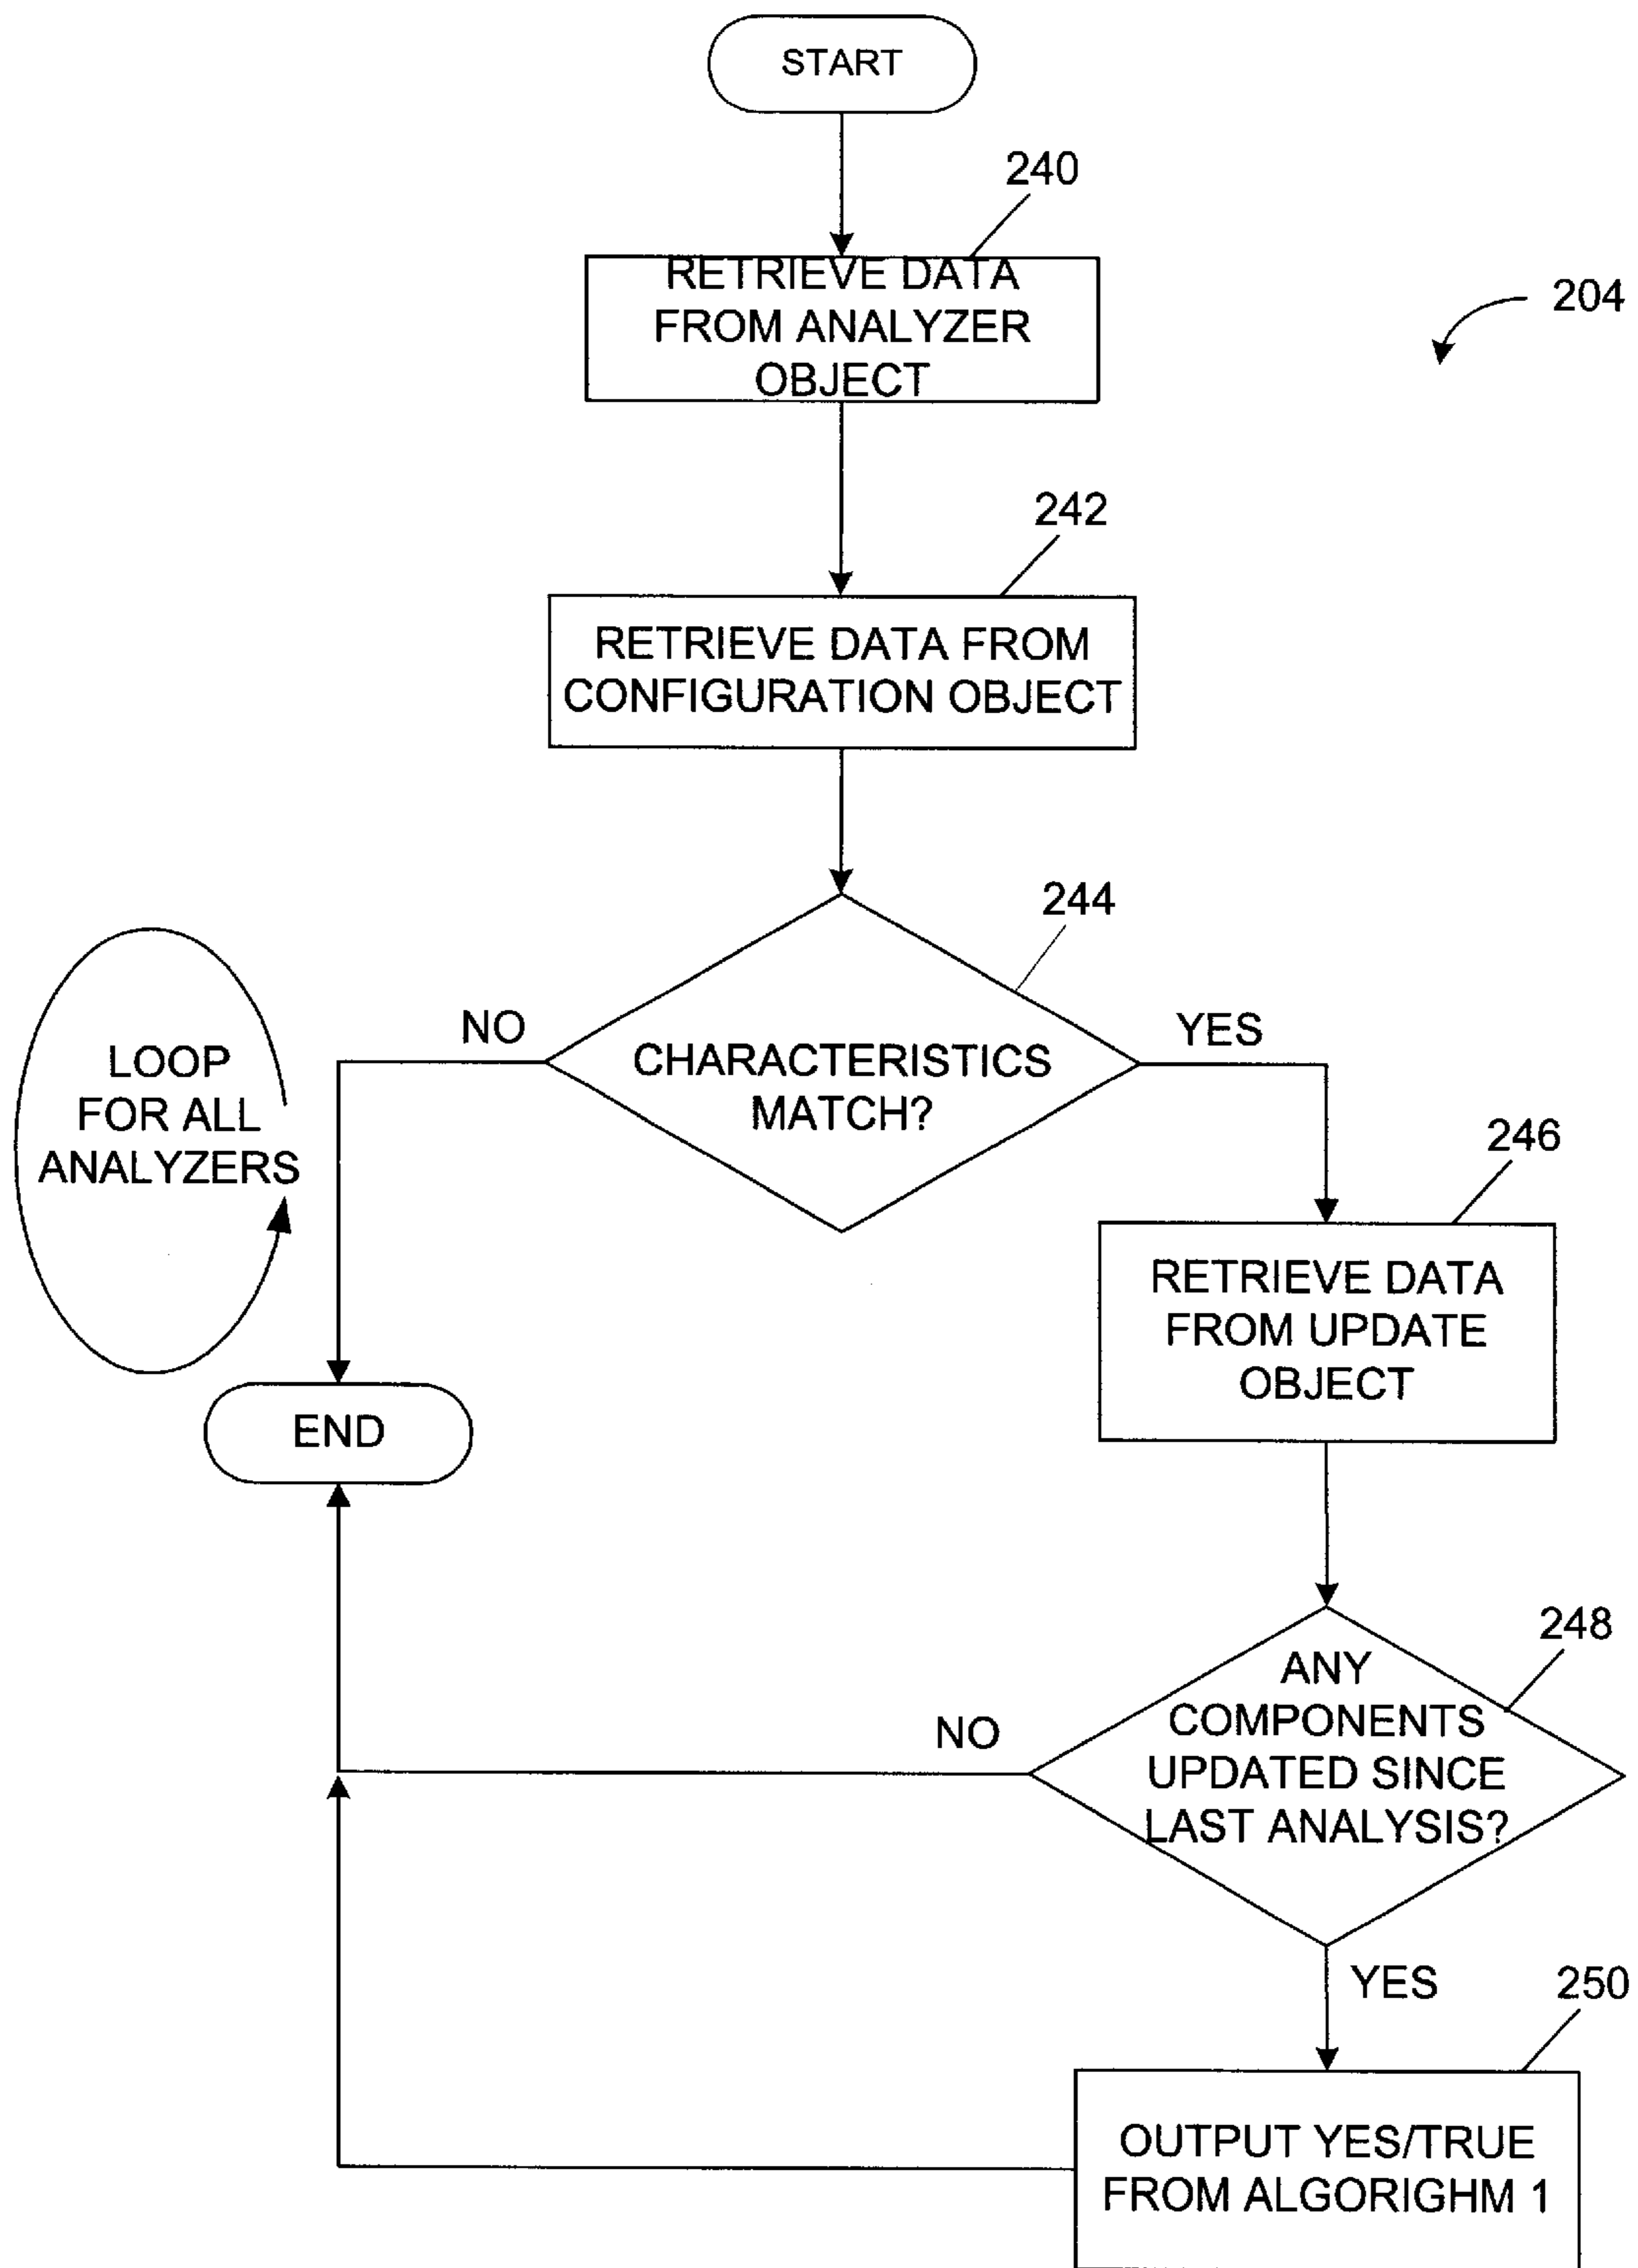 START
240
RETRIEVE DATA
FROM ANALYZER
OBJECT
204
242
RETRIEVE DATA FROM
CONFIGURATION OBJECT
244
NO
YES
CHARACTERISTICS
MATCH?
LOOP
FOR ALL
ANALYZERS
246
RETRIEVE DATA
FROM UPDATE
OBJECT
END
248
ANY
COMPONENTS
UPDATED SINCE
LAST ANALYSIS?
NO
YES
250
OUTPUT YES/TRUE
FROM ALGORIGHM 1